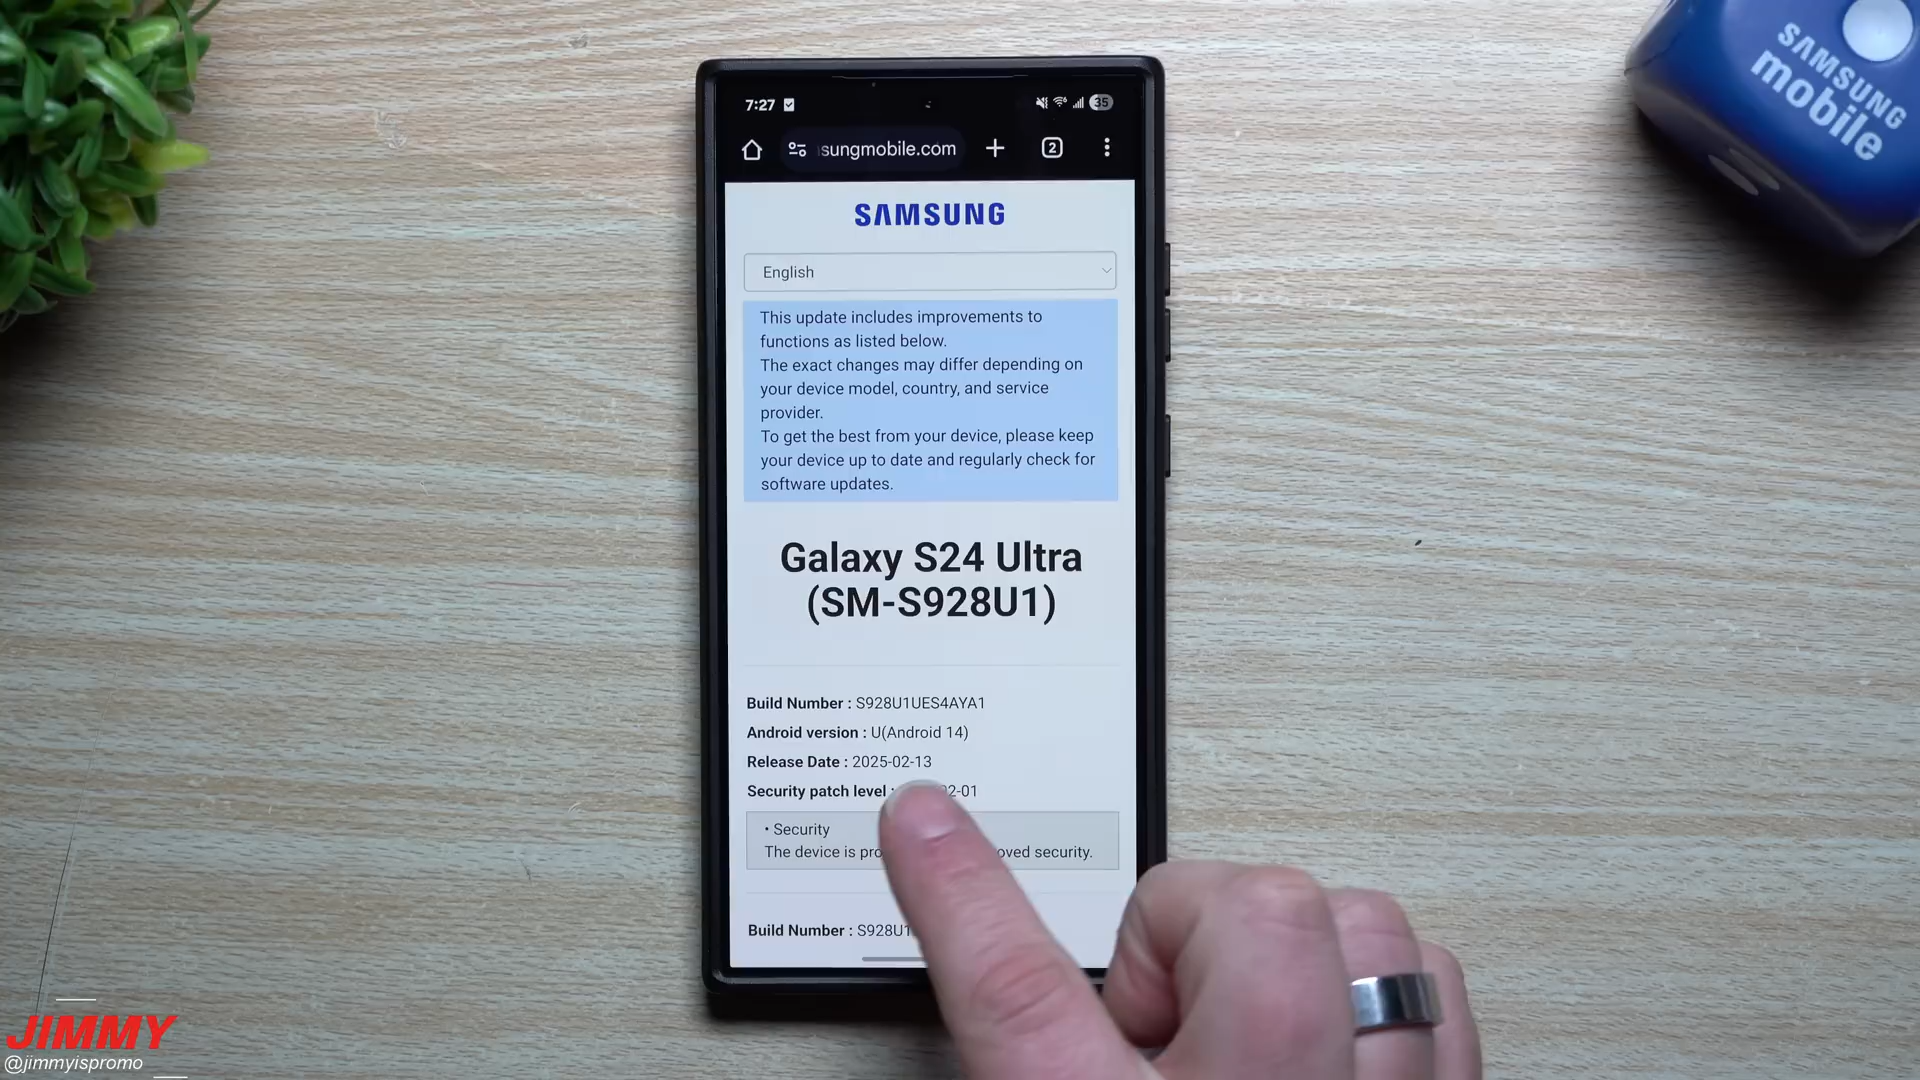 7:27
35
sungmobile.com
2
SAMSUNG
English
This update includes improvements to
functions as listed below.
The exact changes may differ depending on
your device model, country, and service
provider.
To get the best from your device, please keep
your device up to date and regularly check for
software updates.
Galaxy S24 Ultra
(SM-S928U1)
Build Number : S928U1UES4AYA1
Android version : U(Android 14)
Release Date : 2025-02-13
Security patch level : 02-01
• Security
The device is security.
Build Number :
SAMSUNG
mobile
JIMMY
@jimmyispromo